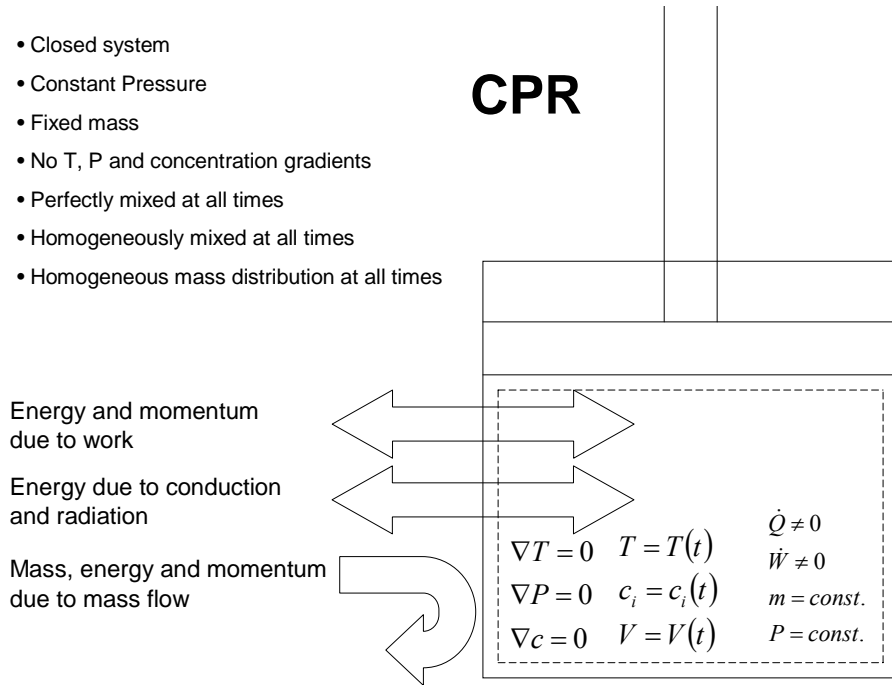 • Closed system
• Constant Pressure
• Fixed mass
• No T, P and concentration gradients
• Perfectly mixed at all times
• Homogeneously mixed at all times
• Homogeneous mass distribution at all times
CPR
Energy and momentum
due to work
Energy due to conduction
and radiation
Mass, energy and momentum
due to mass flow
∇T = 0 T = T(t)
∇P = 0 c_i = c_i(t)
∇c = 0 V = V(t)
Q̇ ≠ 0
Ẇ ≠ 0
m = const.
P = const.